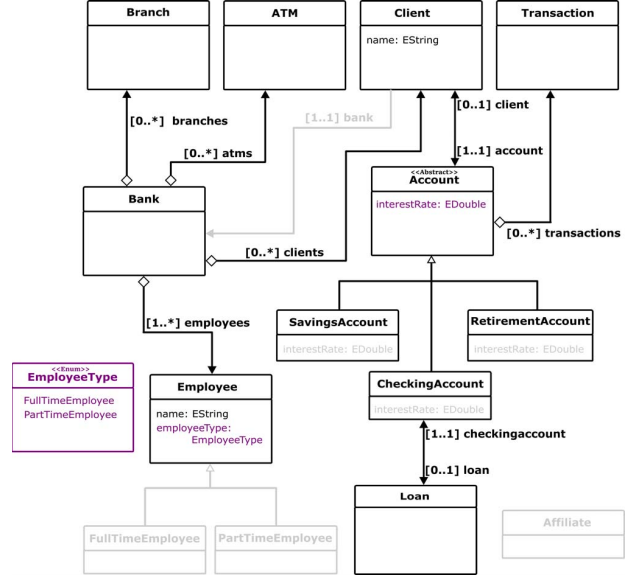 Branch
ATM
Client
Transaction
name: EString
[0..*] branches
[1..1] bank
[0..1] client
[0..*] atms
[1..1] account
<<Abstract>>
Account
Bank
interestRate: EDouble
[0..*] transactions
[0..*] clients
[1..*] employees
SavingsAccount
RetirementAccount
interestRate: EDouble
interestRate: EDouble
<<Enum>>
EmployeeType
FullTimeEmployee
PartTimeEmployee
Employee
name: EString
employeeType:
EmployeeType
CheckingAccount
interestRate: EDouble
[1..1] checkingaccount
[0..1] loan
Loan
FullTimeEmployee
PartTimeEmployee
Affiliate